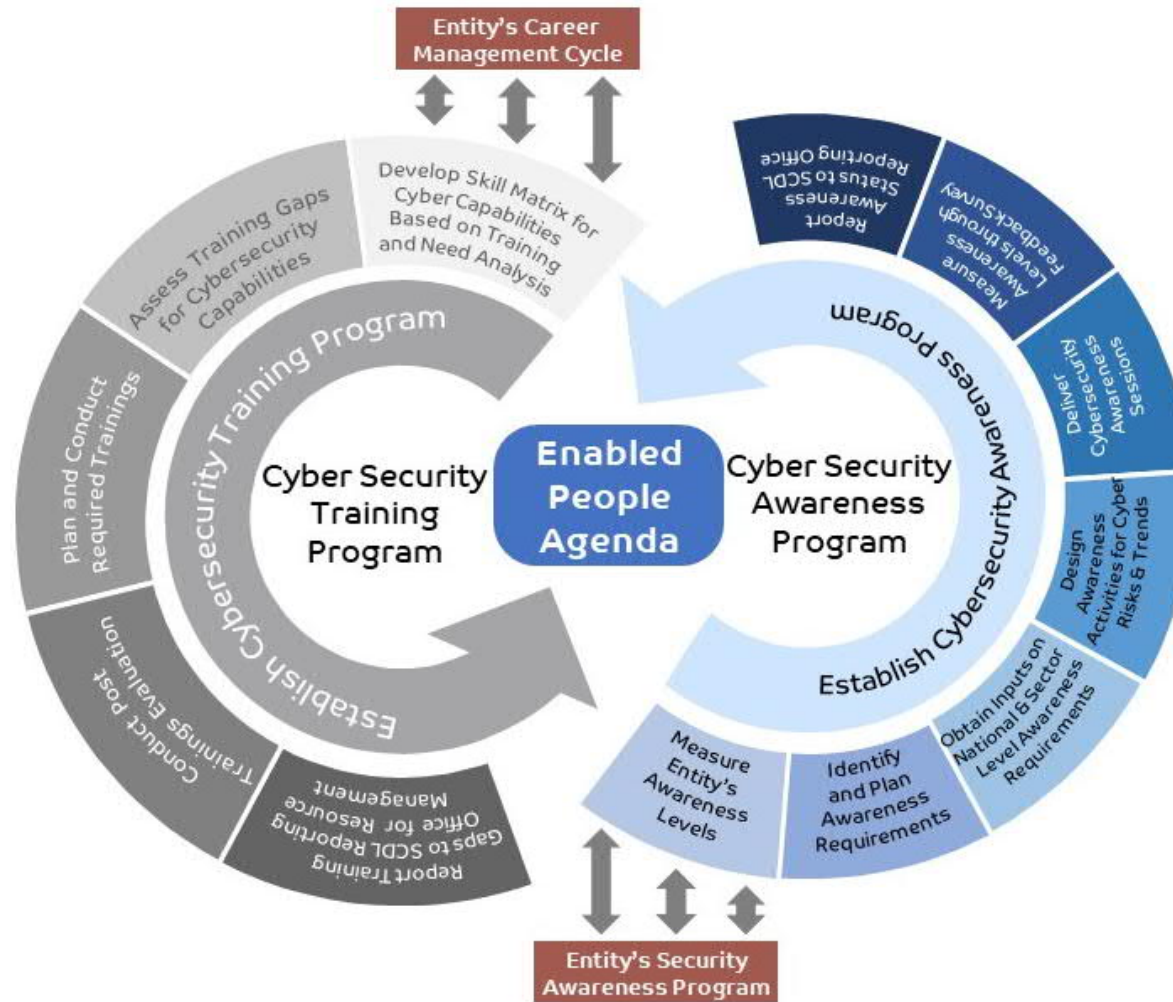 Entity's Career
Management Cycle
Develop Skill Matrix for
Cyber Capabilities
Based on Training
and Need Analysis
Assess Training Gaps
for Cybersecurity
Capabilities
Plan and Conduct
Required Trainings
Conduct Post
Trainings Evaluation
Report Training
Gaps to SCDL Reporting
Office for Resource
Management
Establish Cybersecurity Training Program
Cyber Security
Training
Program
Enabled
People
Agenda
Cyber Security
Awareness
Program
Establish Cybersecurity Awareness Program
Measure
Entity's
Awareness
Levels
Identify
and Plan
Awareness
Requirements
Obtain Inputs on
National & Sector
Level Awareness
Requirements
Design
Awareness
Activities for Cyber
Risks & Trends
Deliver
Cybersecurity
Awareness
Sessions
Measure
Awareness
Levels through
Feedback Survey
Report
Awareness
Status to SCDL
Reporting Office
Entity's Security
Awareness Program